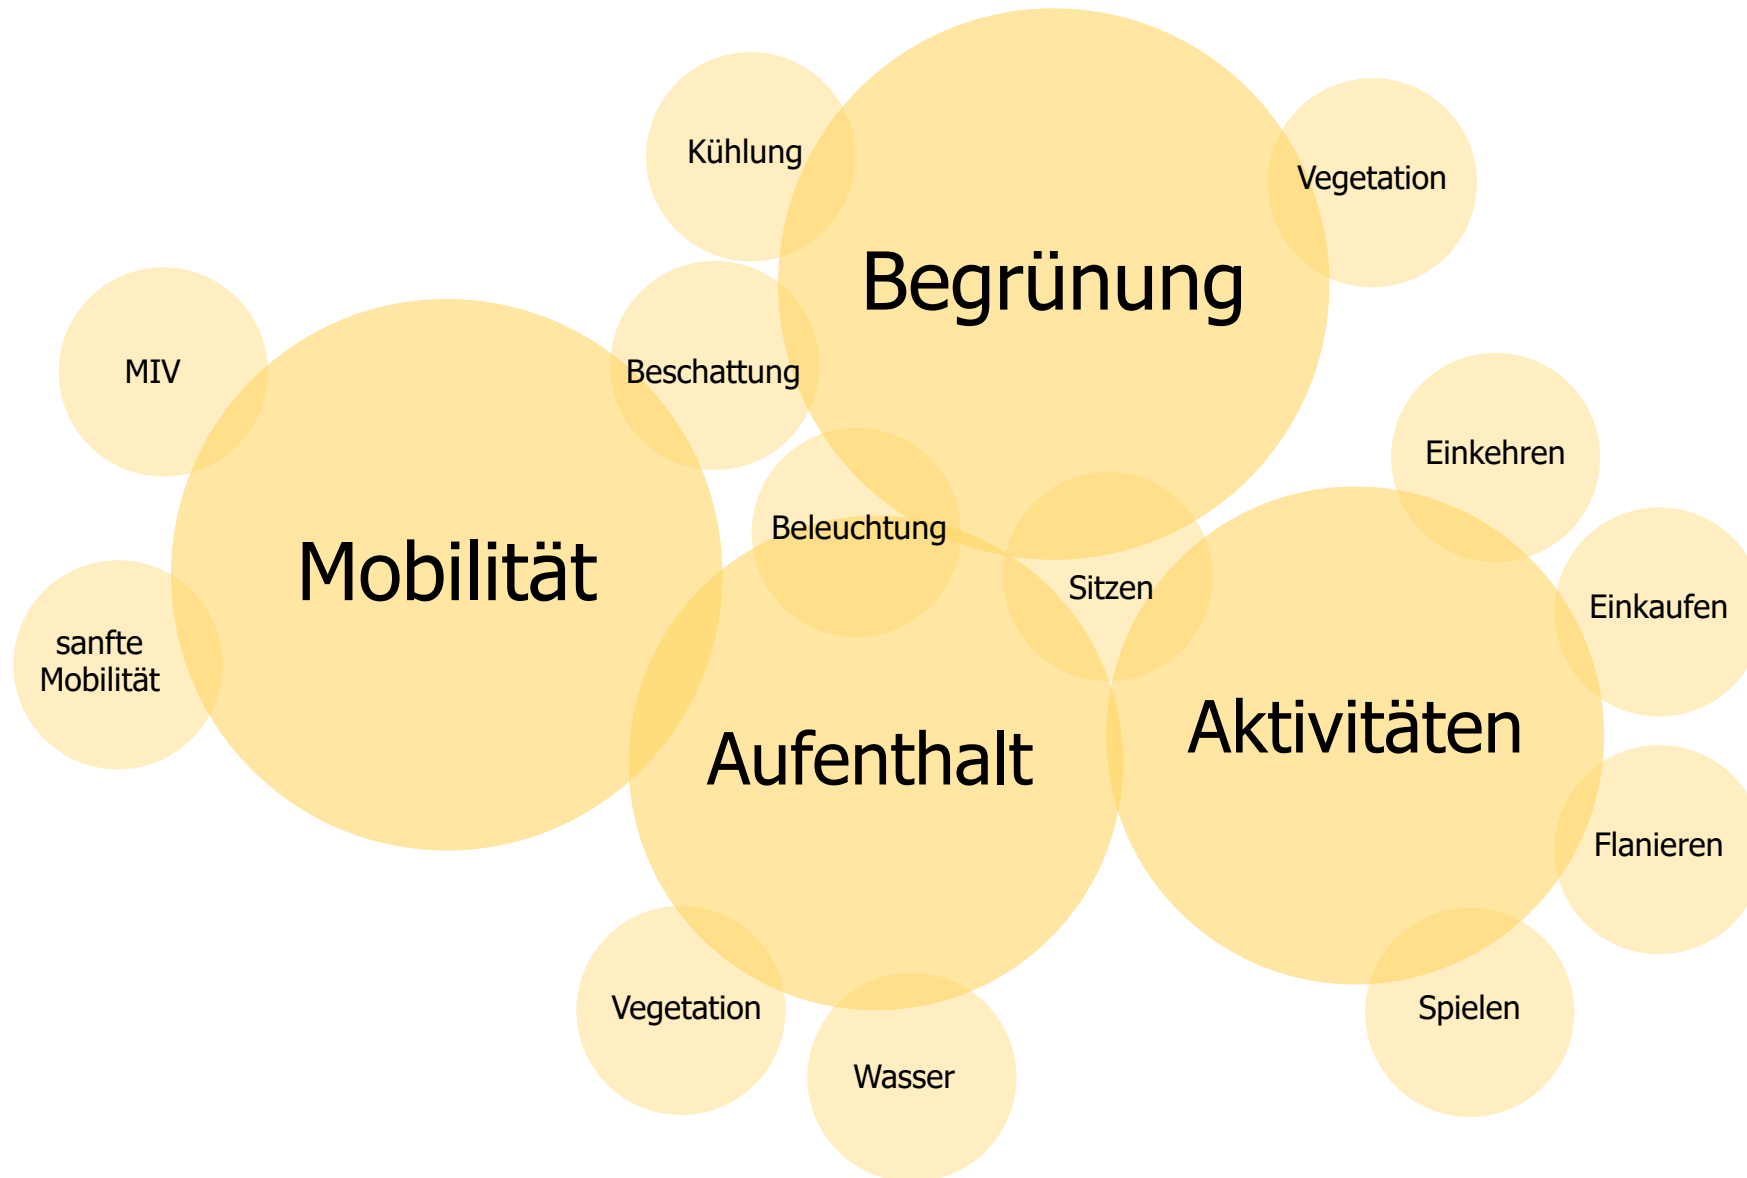 Kühlung
Vegetation
Begrünung
MIV
Beschattung
Einkehren
Beleuchtung
Mobilität
Sitzen
Einkaufen
sanfte
Mobilität
Aktivitäten
Aufenthalt
Flanieren
Vegetation
Spielen
Wasser